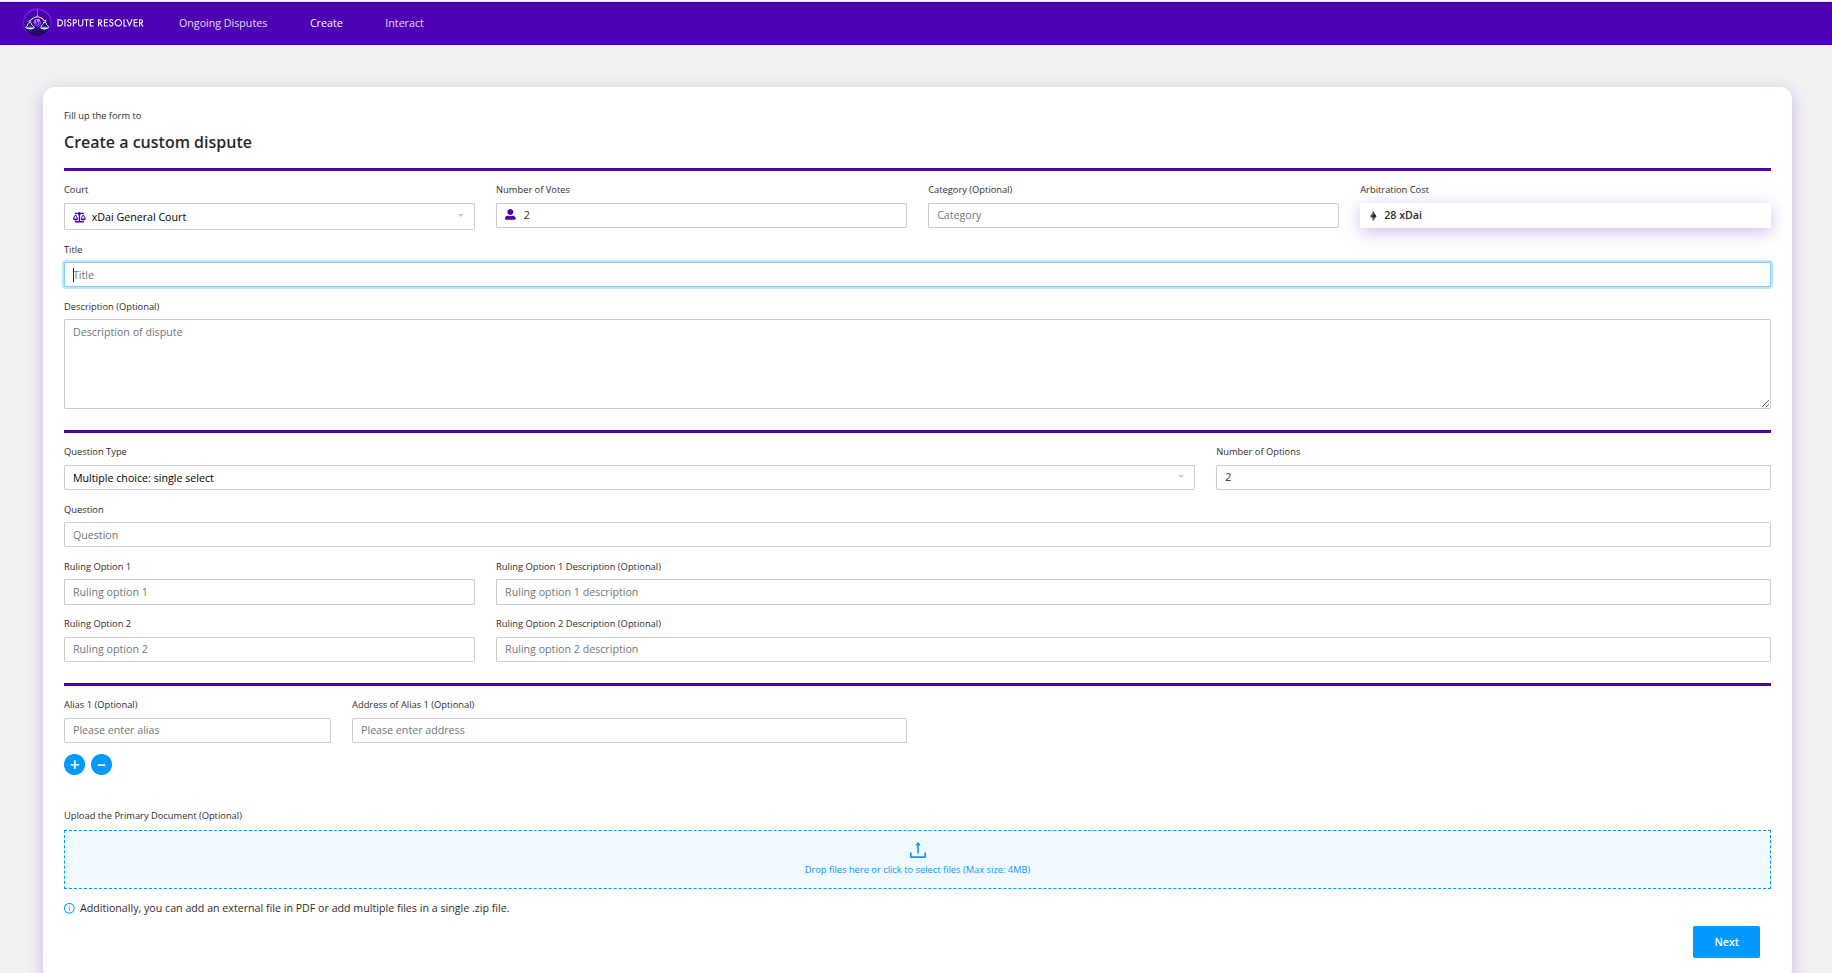 DISPUTE RESOLVER Ongoing Disputes Create Interact
Fill up the form to
Create a custom dispute
Court Number of Votes Category (Optional) Arbitration Cost
xDai General Court 2 Category 28 xDai
Title
Title
Description (Optional)
Description of dispute
Question Type Number of Options
Multiple choice: single select 2
Question
Question
Ruling Option 1 Ruling Option 1 Description (Optional)
Ruling option 1 Ruling option 1 description
Ruling Option 2 Ruling Option 2 Description (Optional)
Ruling option 2 Ruling option 2 description
Alias 1 (Optional) Address of Alias 1 (Optional)
Please enter alias Please enter address
Upload the Primary Document (Optional)
Drop files here or click to select files (Max size: 4MB)
Additionally, you can add an external file in PDF or add multiple files in a single .zip file.
Next